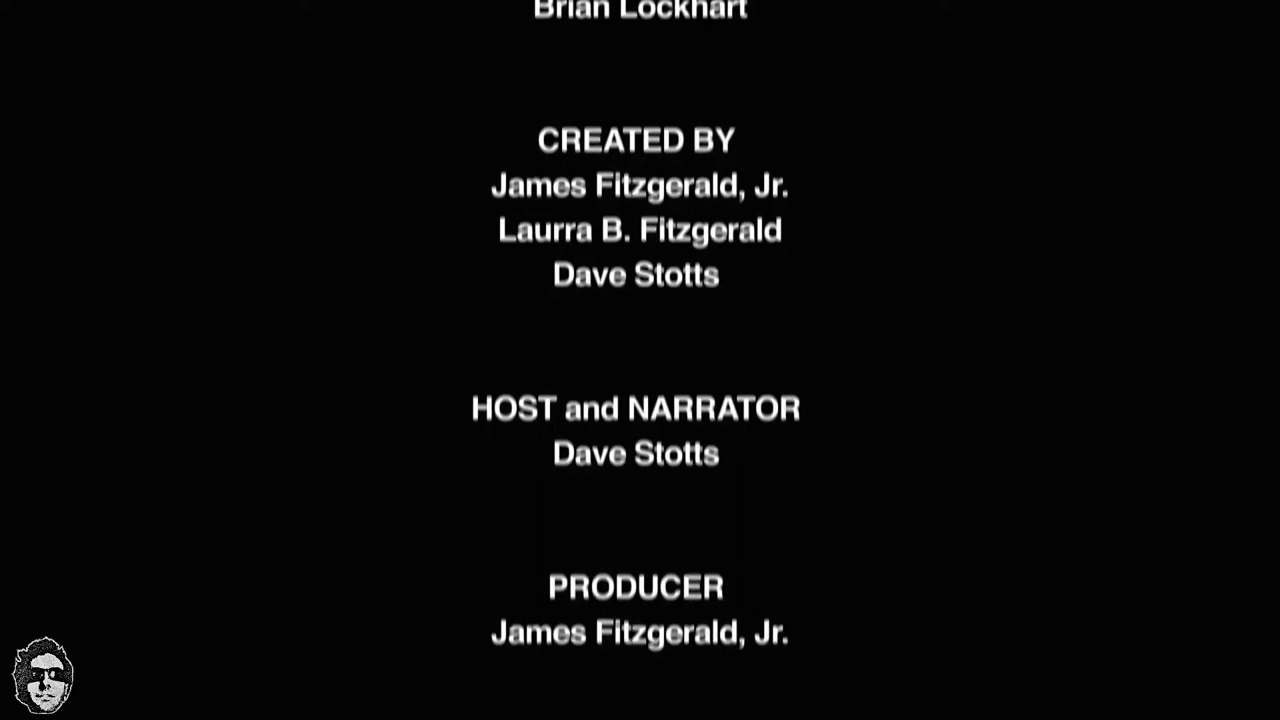 Brian Lockhart
CREATED BY
James Fitzgerald, Jr.
Laurra B. Fitzgerald
Dave Stotts
HOST and NARRATOR
Dave Stotts
PRODUCER
James Fitzgerald, Jr.